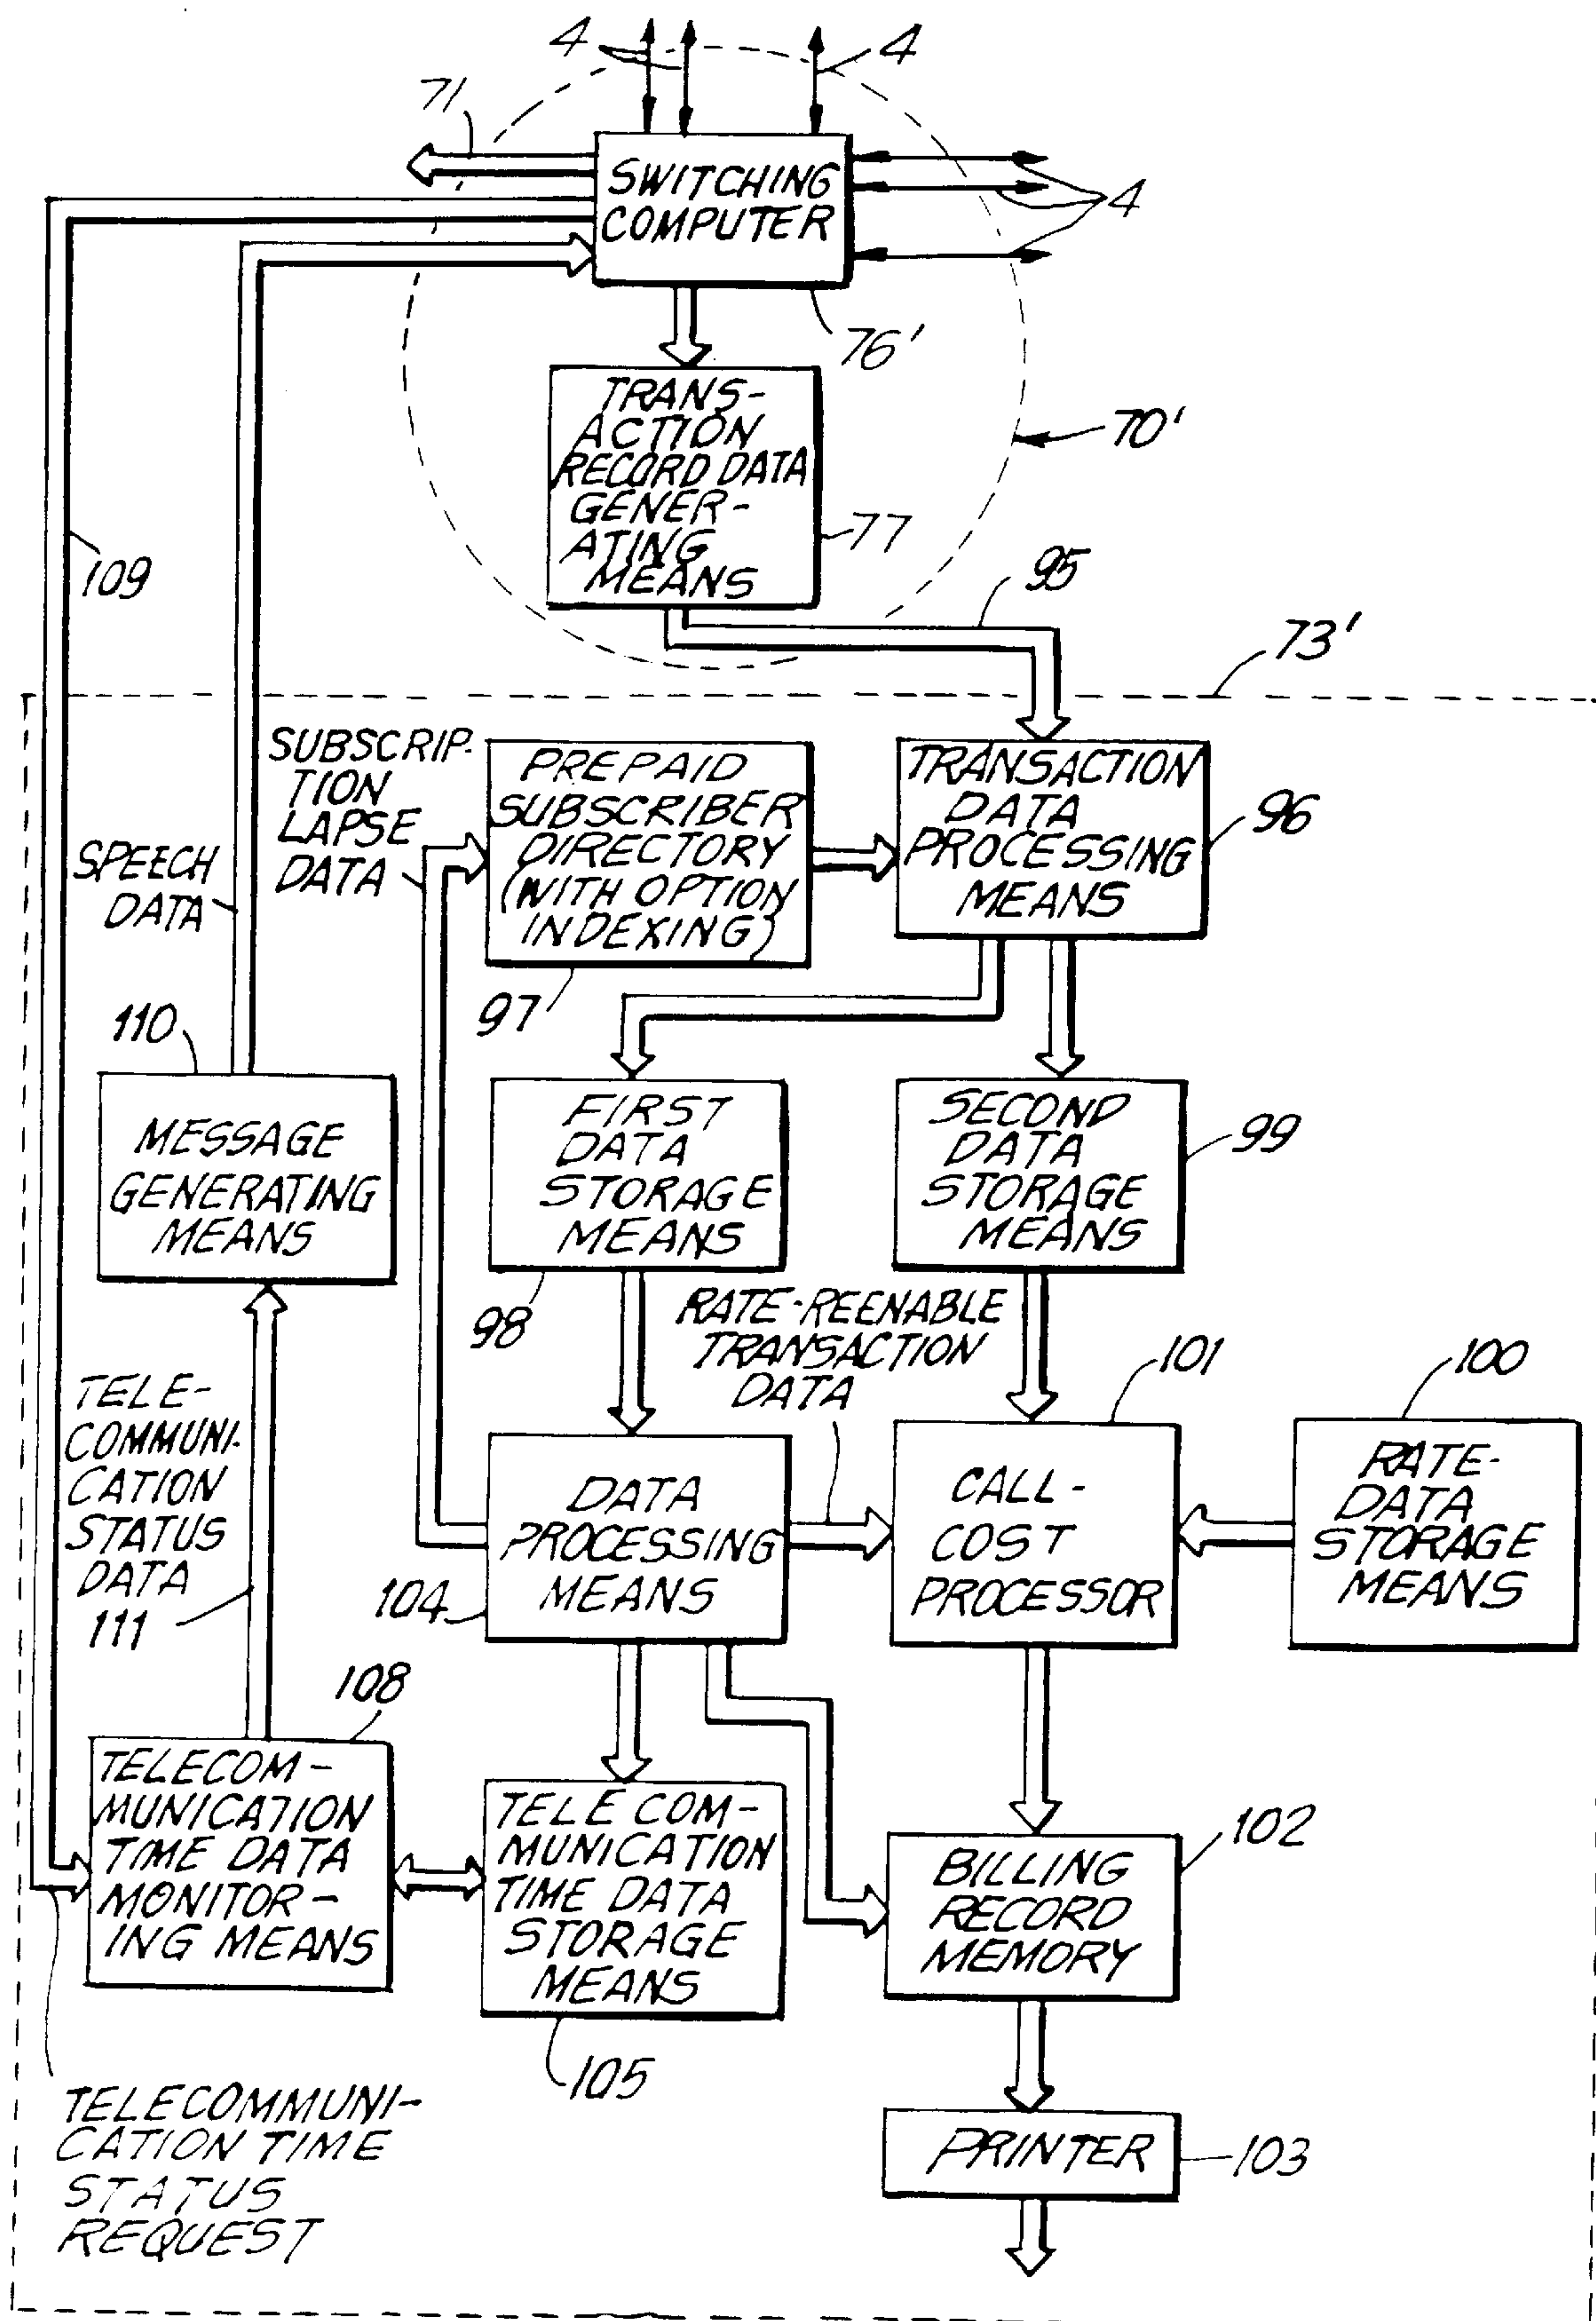 4
4
71
SWITCHING
COMPUTER
4
76'
TRANS-
ACTION
RECORD DATA
GENER-
ATING
MEANS
70'
77
109
95
73'
SUBSCRIP-
TION
LAPSE
DATA
SPEECH
DATA
PREPAID
SUBSCRIBER
DIRECTORY
(WITH OPTION
INDEXING)
97
TRANSACTION
DATA
PROCESSING
MEANS
96
110
MESSAGE
GENERATING
MEANS
FIRST
DATA
STORAGE
MEANS
98
SECOND
DATA
STORAGE
MEANS
99
RATE-REENABLE
TRANSACTION
DATA
101
100
TELE-
COMMUNI-
CATION
STATUS
DATA
111
DATA
PROCESSING
MEANS
104
CALL-
COST
PROCESSOR
RATE-
DATA
STORAGE
MEANS
108
TELECOM-
MUNICATION
TIME DATA
MONITOR-
ING MEANS
TELECOM-
MUNICATION
TIME DATA
STORAGE
MEANS
105
BILLING
RECORD
MEMORY
102
TELECOMMUNI-
CATION TIME
STATUS
REQUEST
PRINTER
103